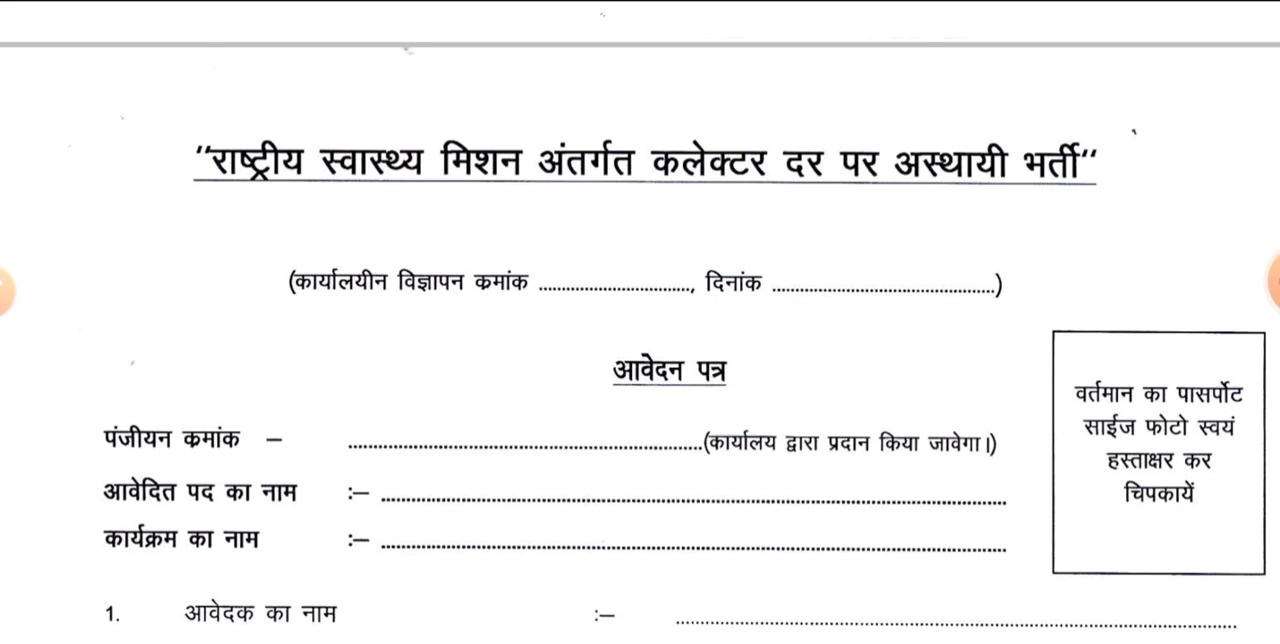 "राष्ट्रीय स्वास्थ्य मिशन अंतर्गत कलेक्टर दर पर अस्थायी भर्ती"
(कार्यालयीन विज्ञापन कमांक ................................, दिनांक ...............................................)
आवेदन पत्र
वर्तमान का पासर्पोट
साईज फोटो स्वयं
हस्ताक्षर कर
चिपकायें
पंजीयन कमांक – ...........................................................................(कार्यालय द्वारा प्रदान किया जावेगा।)
आवेदित पद का नाम :– ....................................................................................................
कार्यक्रम का नाम :– ....................................................................................................
1. आवेदक का नाम :– ....................................................................................................